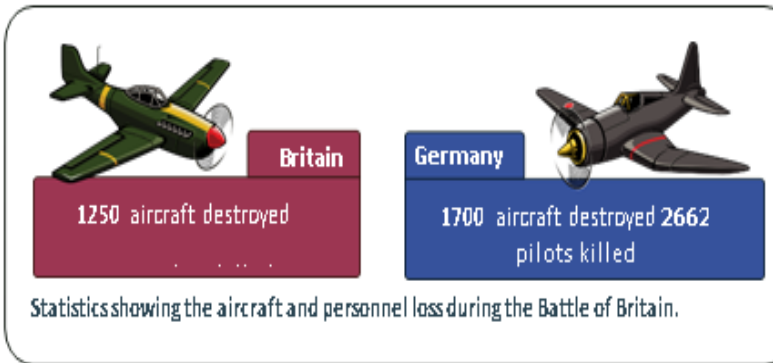 Britain
1250 aircraft destroyed
Germany
1700 aircraft destroyed 2662
pilots killed
Statistics showing the aircraft and personnel loss during the Battle of Britain.